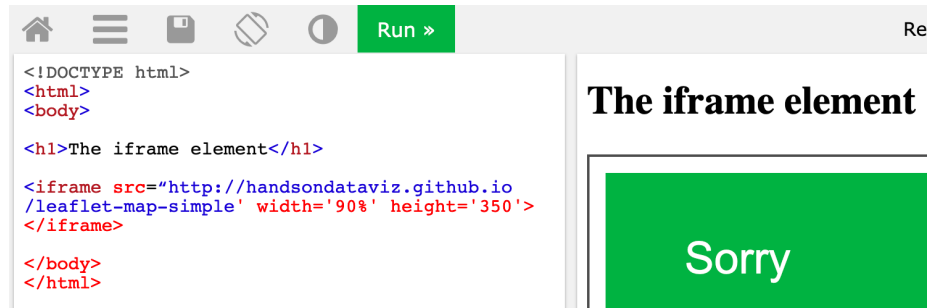 Run »
Re
<!DOCTYPE html>
<html>
<body>
<h1>The iframe element</h1>
<iframe src=“http://handsondataviz.github.io
/leaflet-map-simple' width='90%' height='350'>
</iframe>
</body>
</html>
The iframe element
Sorry